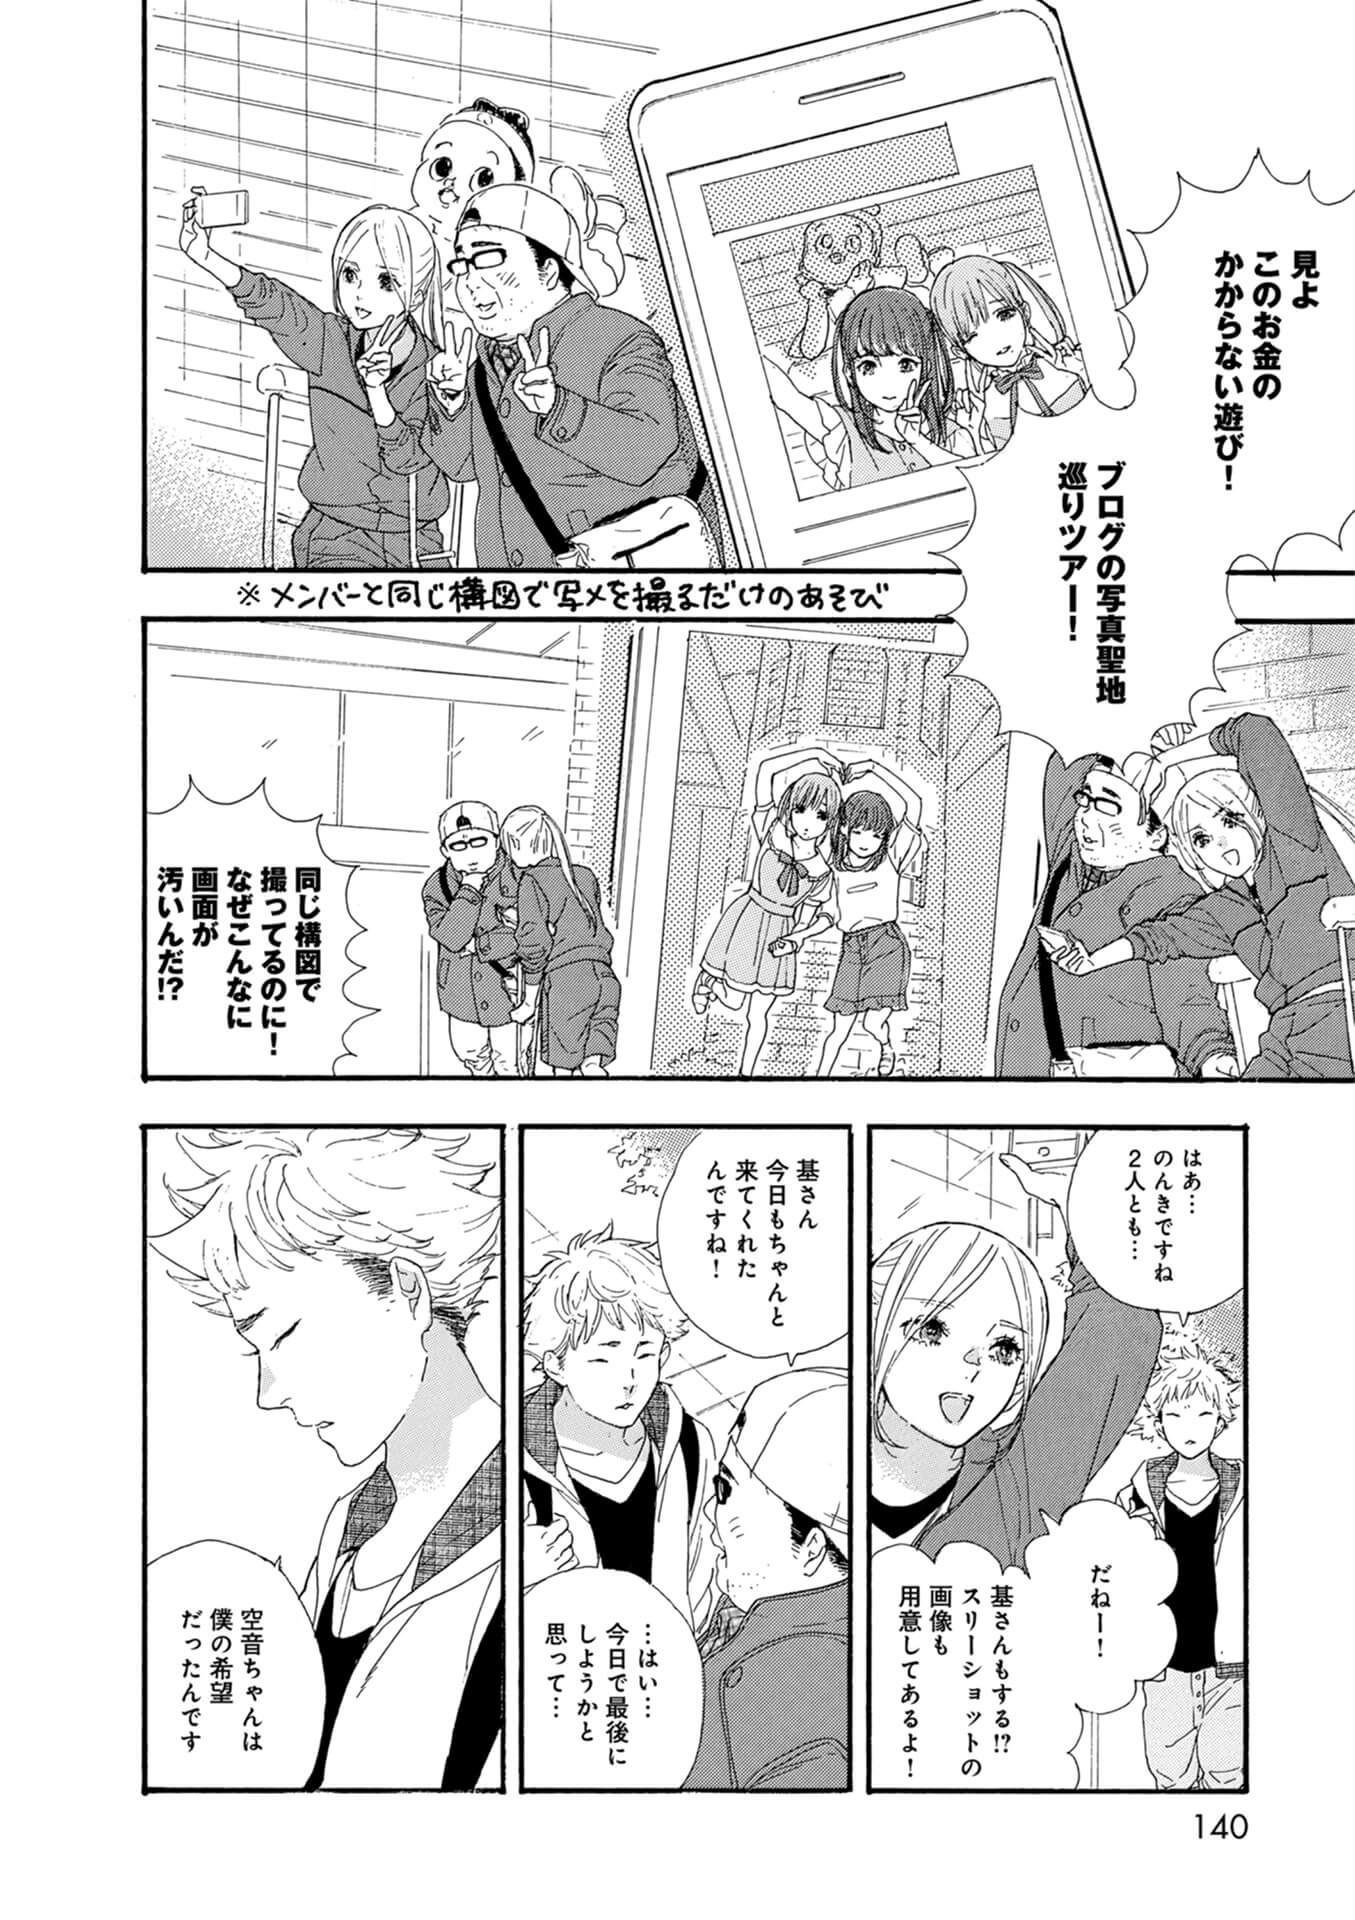 見よ
このお金の
かからない遊び！
ブログの写真聖地
巡りツアー！
※メンバーと同じ構図で写メを撮るだけのあそび
同じ構図で
撮ってるのに！
なぜこんなに
画面が
汚いんだ!?
はあ…
のんきですね
2人とも…
だねー！
基さんもする!?
スリーショットの
画像も
用意してあるよ！
基さん
今日もちゃんと
来てくれた
んですね！
…はい…
今日で最後に
しようかと
思って…
空音ちゃんは
僕の希望
だったんです
140